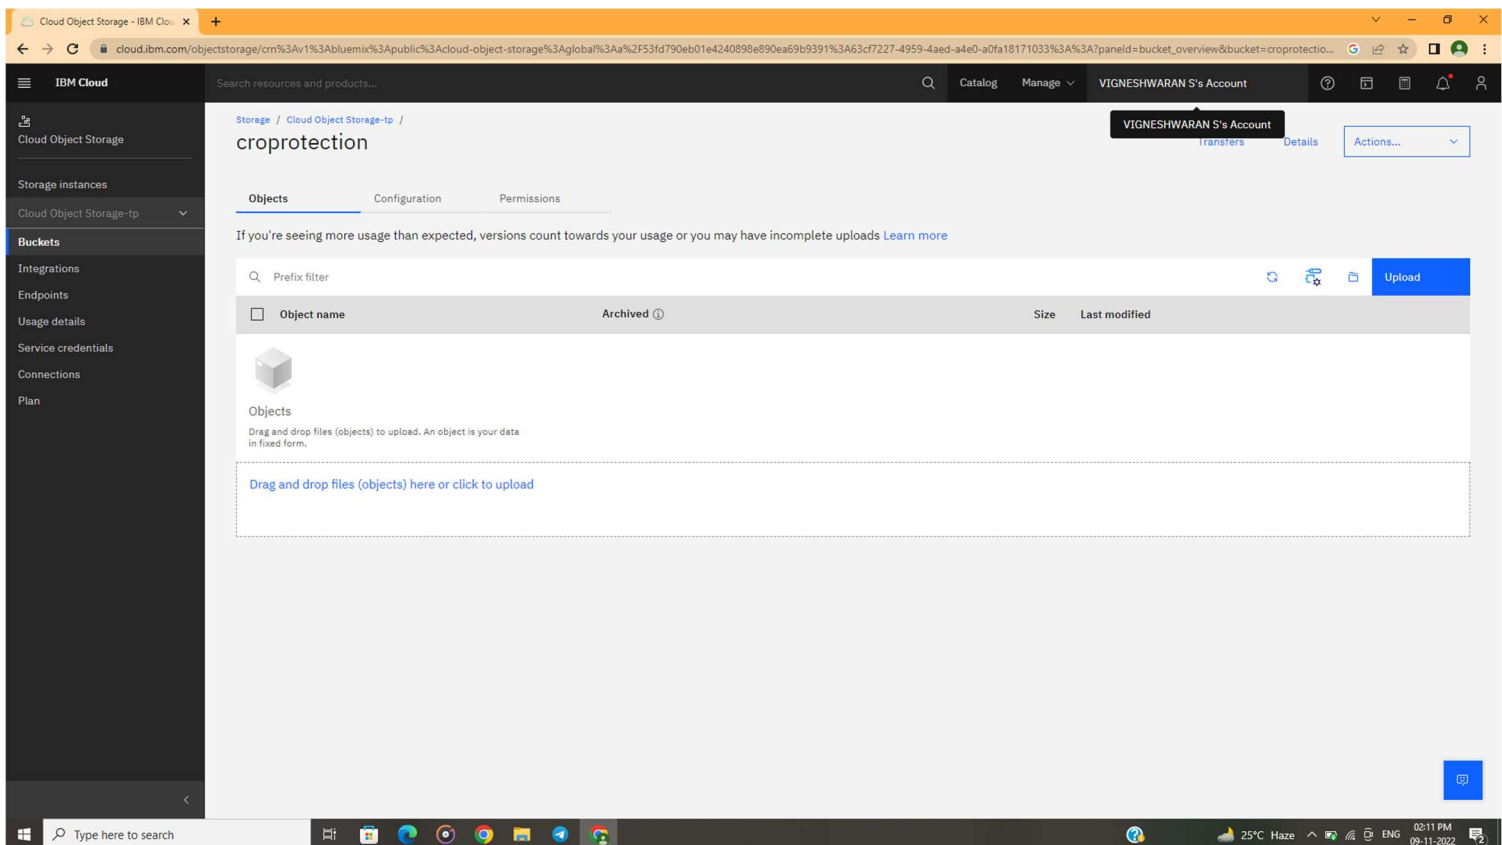 Cloud Object Storage - IBM Clou
cloud.ibm.com/objectstorage/crn%3Av1%3Abluemix%3Apublic%3Acloud-object-storage%3Aglobal%3Aa%2F53fd790eb01e4240898e890ea69b9391%3A63cf7227-4959-4aed-a4e0-a0fa18171033%3A%3A?paneId=bucket_overview&bucket=croprotectio...
IBM Cloud
Search resources and products...
Catalog
Manage
VIGNESHWARAN S's Account
VIGNESHWARAN S's Account
Cloud Object Storage
Storage instances
Cloud Object Storage-tp
Buckets
Integrations
Endpoints
Usage details
Service credentials
Connections
Plan
Storage / Cloud Object Storage-tp /
croprotection
Transfers
Details
Actions...
Objects
Configuration
Permissions
If you're seeing more usage than expected, versions count towards your usage or you may have incomplete uploads Learn more
Prefix filter
Upload
Object name
Archived
Size
Last modified
Objects
Drag and drop files (objects) to upload. An object is your data
in fixed form.
Drag and drop files (objects) here or click to upload
Type here to search
25°C Haze
ENG
02:11 PM
09-11-2022
2